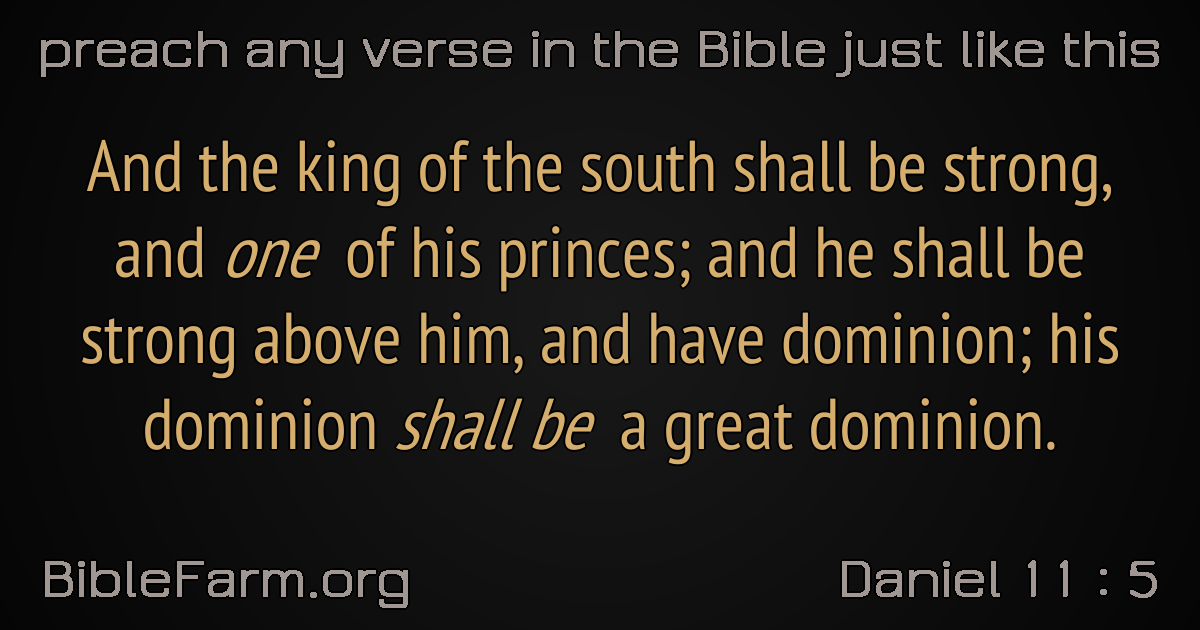 preach any verse in the Bible just like this
And the king of the south shall be strong,
and one of his princes; and he shall be
strong above him, and have dominion; his
dominion shall be a great dominion.
BibleFarm.org
Daniel 11 : 5